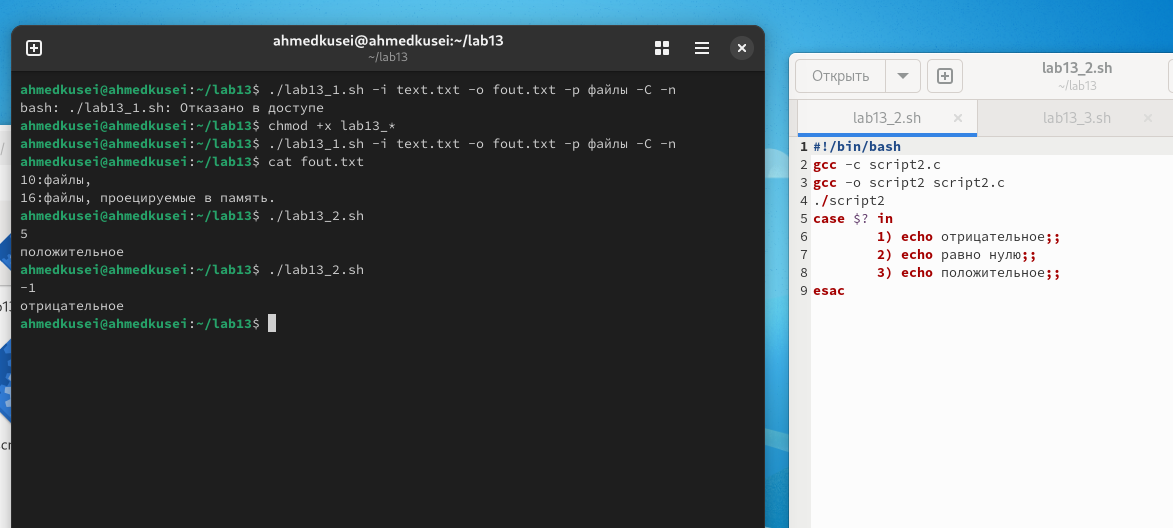 ahmedkusei@ahmedkusei:~/lab13
~/lab13
ahmedkusei@ahmedkusei:~/lab13$ ./lab13_1.sh -i text.txt -o fout.txt -p файлы -C -n
bash: ./lab13_1.sh: Отказано в доступе
ahmedkusei@ahmedkusei:~/lab13$ chmod +x lab13_*
ahmedkusei@ahmedkusei:~/lab13$ ./lab13_1.sh -i text.txt -o fout.txt -p файлы -C -n
ahmedkusei@ahmedkusei:~/lab13$ cat fout.txt
10:файлы,
16:файлы, проецируемые в память.
ahmedkusei@ahmedkusei:~/lab13$ ./lab13_2.sh
5
положительное
ahmedkusei@ahmedkusei:~/lab13$ ./lab13_2.sh
-1
отрицательное
ahmedkusei@ahmedkusei:~/lab13$
Открыть
lab13_2.sh
~/lab13
lab13_2.sh
lab13_3.sh
1 #!/bin/bash
2 gcc -c script2.c
3 gcc -o script2 script2.c
4 ./script2
5 case $? in
6 1) echo отрицательное;;
7 2) echo равно нулю;;
8 3) echo положительное;;
9 esac